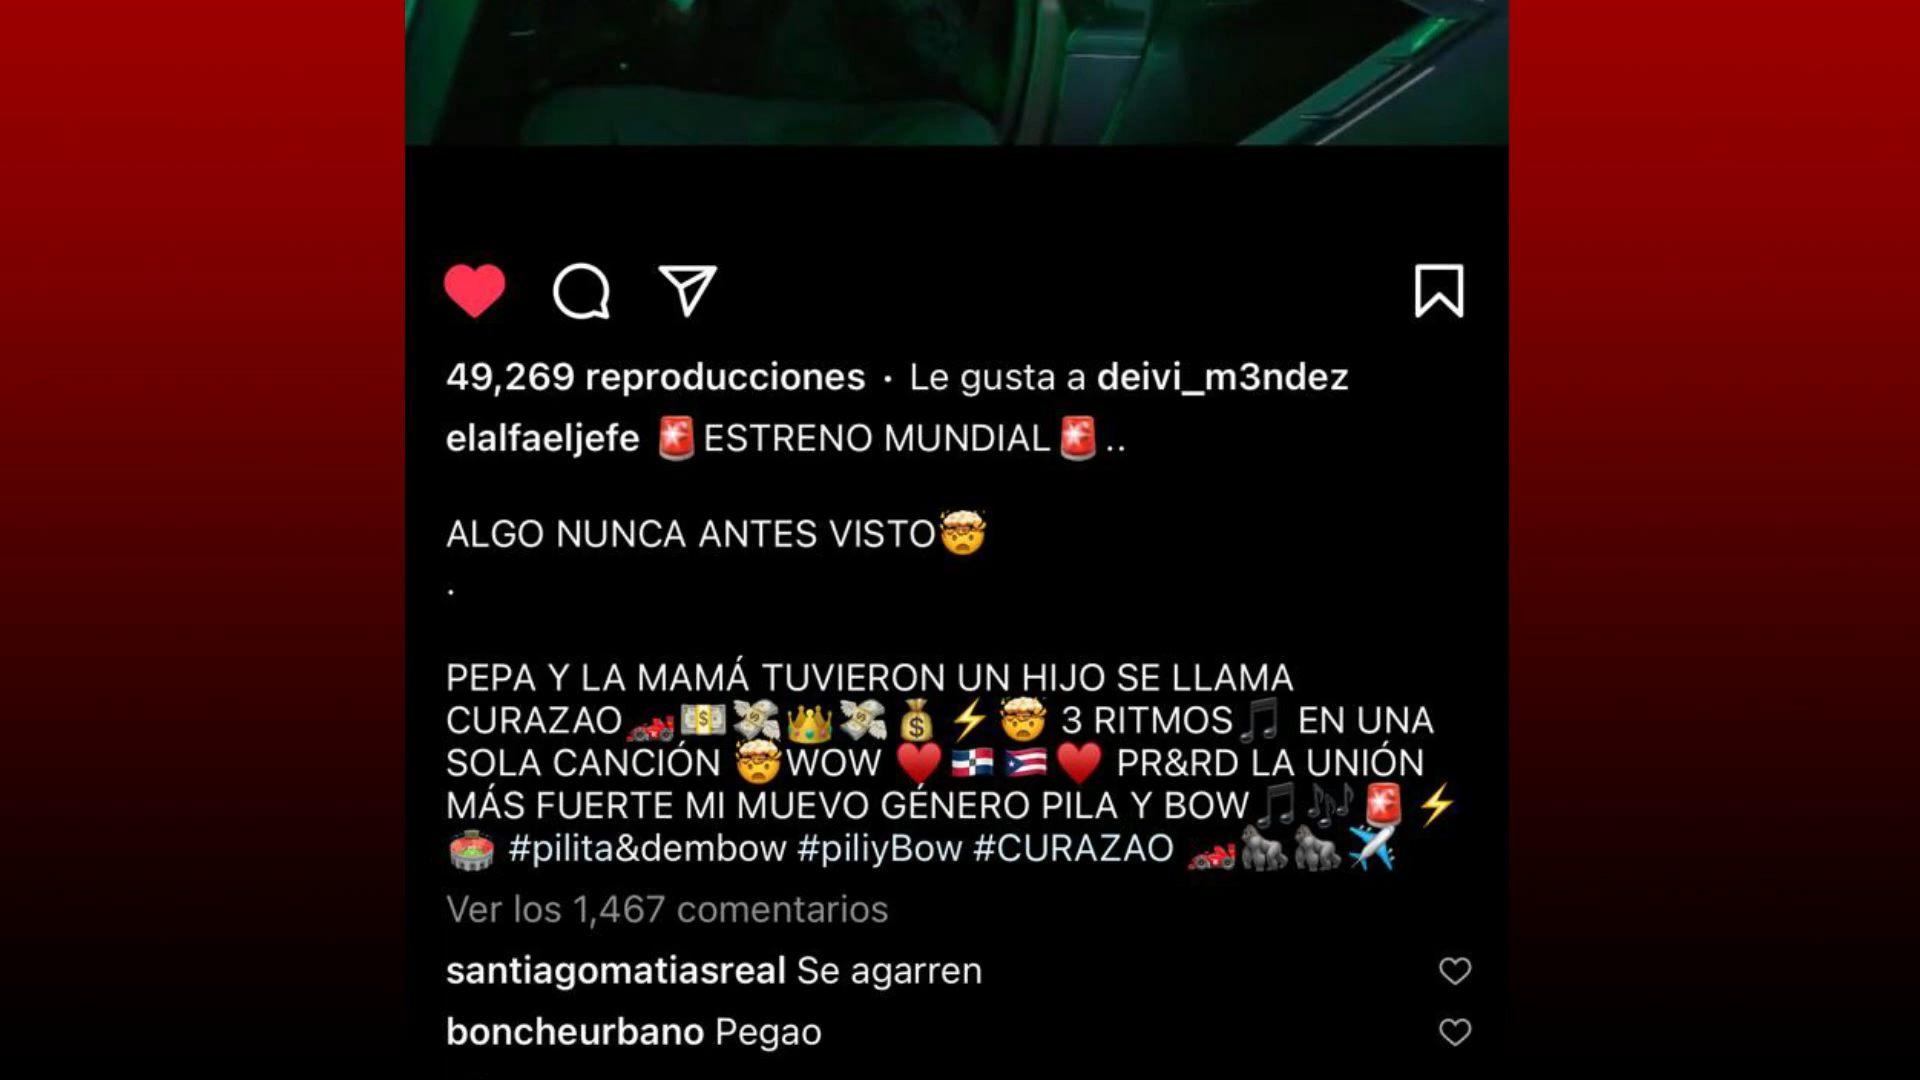 49,269 reproducciones · Le gusta a deivi_m3ndez
elalfaeljefe 🚨ESTRENO MUNDIAL🚨..
ALGO NUNCA ANTES VISTO🤯
.
PEPA Y LA MAMÁ TUVIERON UN HIJO SE LLAMA
CURAZAO🏎️💵💸👑💸💰⚡🤯 3 RITMOS🎵 EN UNA
SOLA CANCIÓN 🤯WOW ♥️🇩🇴🇵🇷♥️ PR&RD LA UNIÓN
MÁS FUERTE MI MUEVO GÉNERO PILA Y BOW🎵🎶🚨⚡
🏟️ #pilita&dembow #piliyBow #CURAZAO 🏎️🦍🦍✈️
Ver los 1,467 comentarios
santiagomatiasreal Se agarren
boncheurbano Pegao